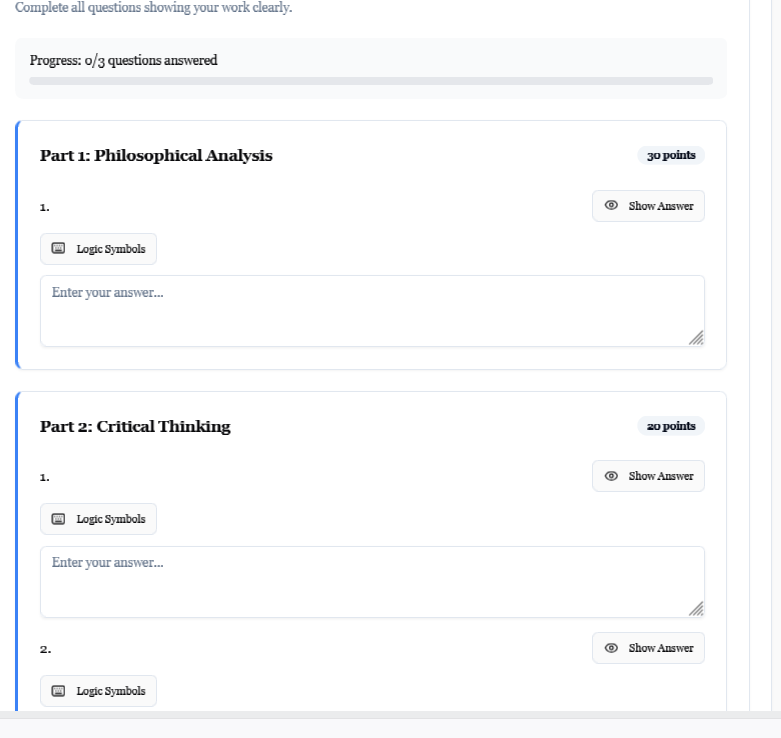 Complete all questions showing your work clearly.
Progress: 0/3 questions answered
Part 1: Philosophical Analysis
30 points
1.
Show Answer
Logic Symbols
Enter your answer...
Part 2: Critical Thinking
20 points
1.
Show Answer
Logic Symbols
Enter your answer...
2.
Show Answer
Logic Symbols